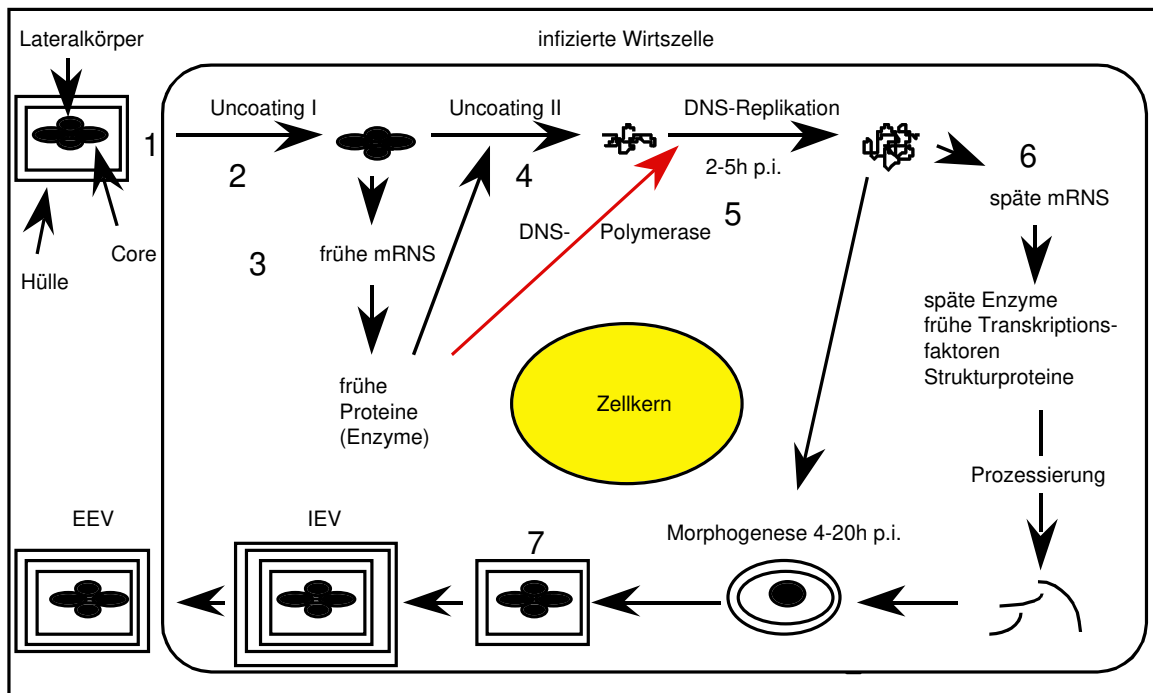 Lateralkörper
infizierte Wirtszelle
Uncoating I
Uncoating II
DNS-Replikation
1
2
4
2-5h p.i.
6
späte mRNS
5
DNS- Polymerase
3
frühe mRNS
Core
Hülle
späte Enzyme
frühe Transkriptions-
faktoren
Strukturproteine
frühe
Proteine
(Enzyme)
Zellkern
Prozessierung
EEV
IEV
7
Morphogenese 4-20h p.i.